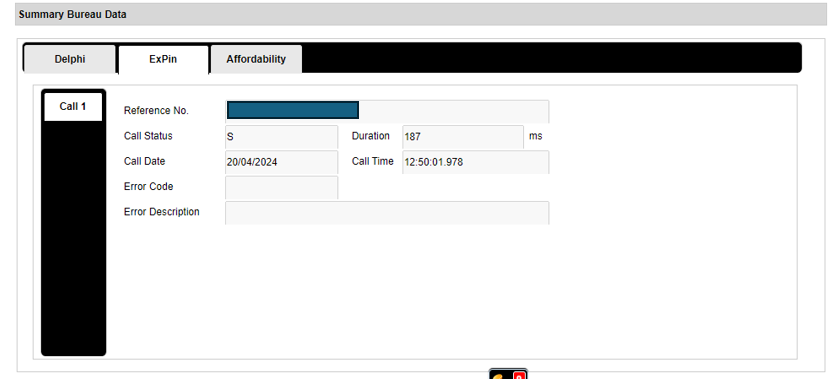 Summary Bureau Data
Delphi ExPin Affordability
Call 1
Reference No.
Call Status S Duration 187 ms
Call Date 20/04/2024 Call Time 12:50:01.978
Error Code
Error Description